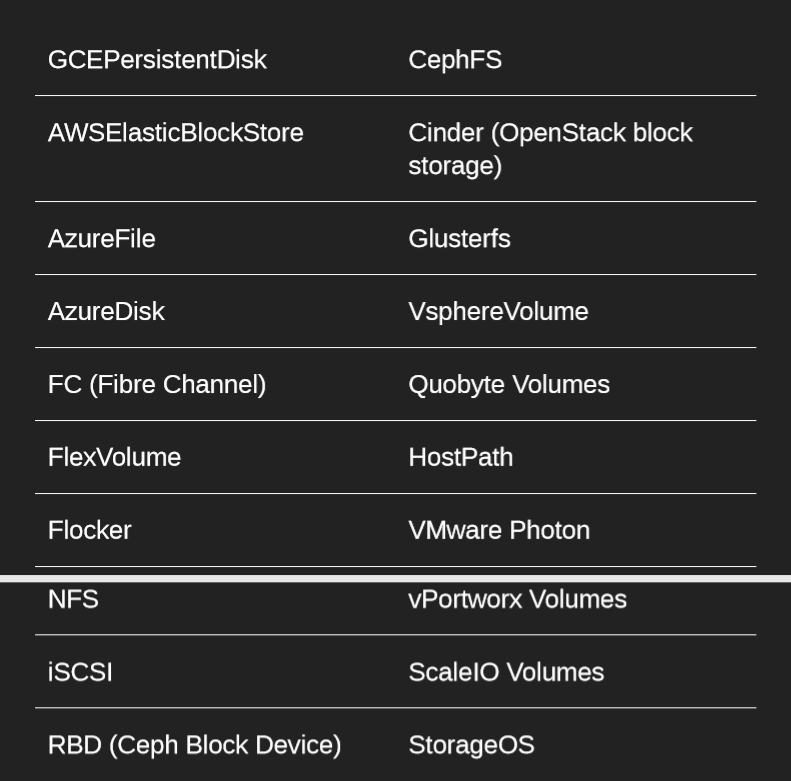 GCEPersistentDisk
CephFS
AWSElasticBlockStore
Cinder (OpenStack block
storage)
AzureFile
Glusterfs
AzureDisk
VsphereVolume
FC (Fibre Channel)
Quobyte Volumes
FlexVolume
HostPath
Flocker
VMware Photon
NFS
vPortworx Volumes
iSCSI
ScaleIO Volumes
RBD (Ceph Block Device)
StorageOS